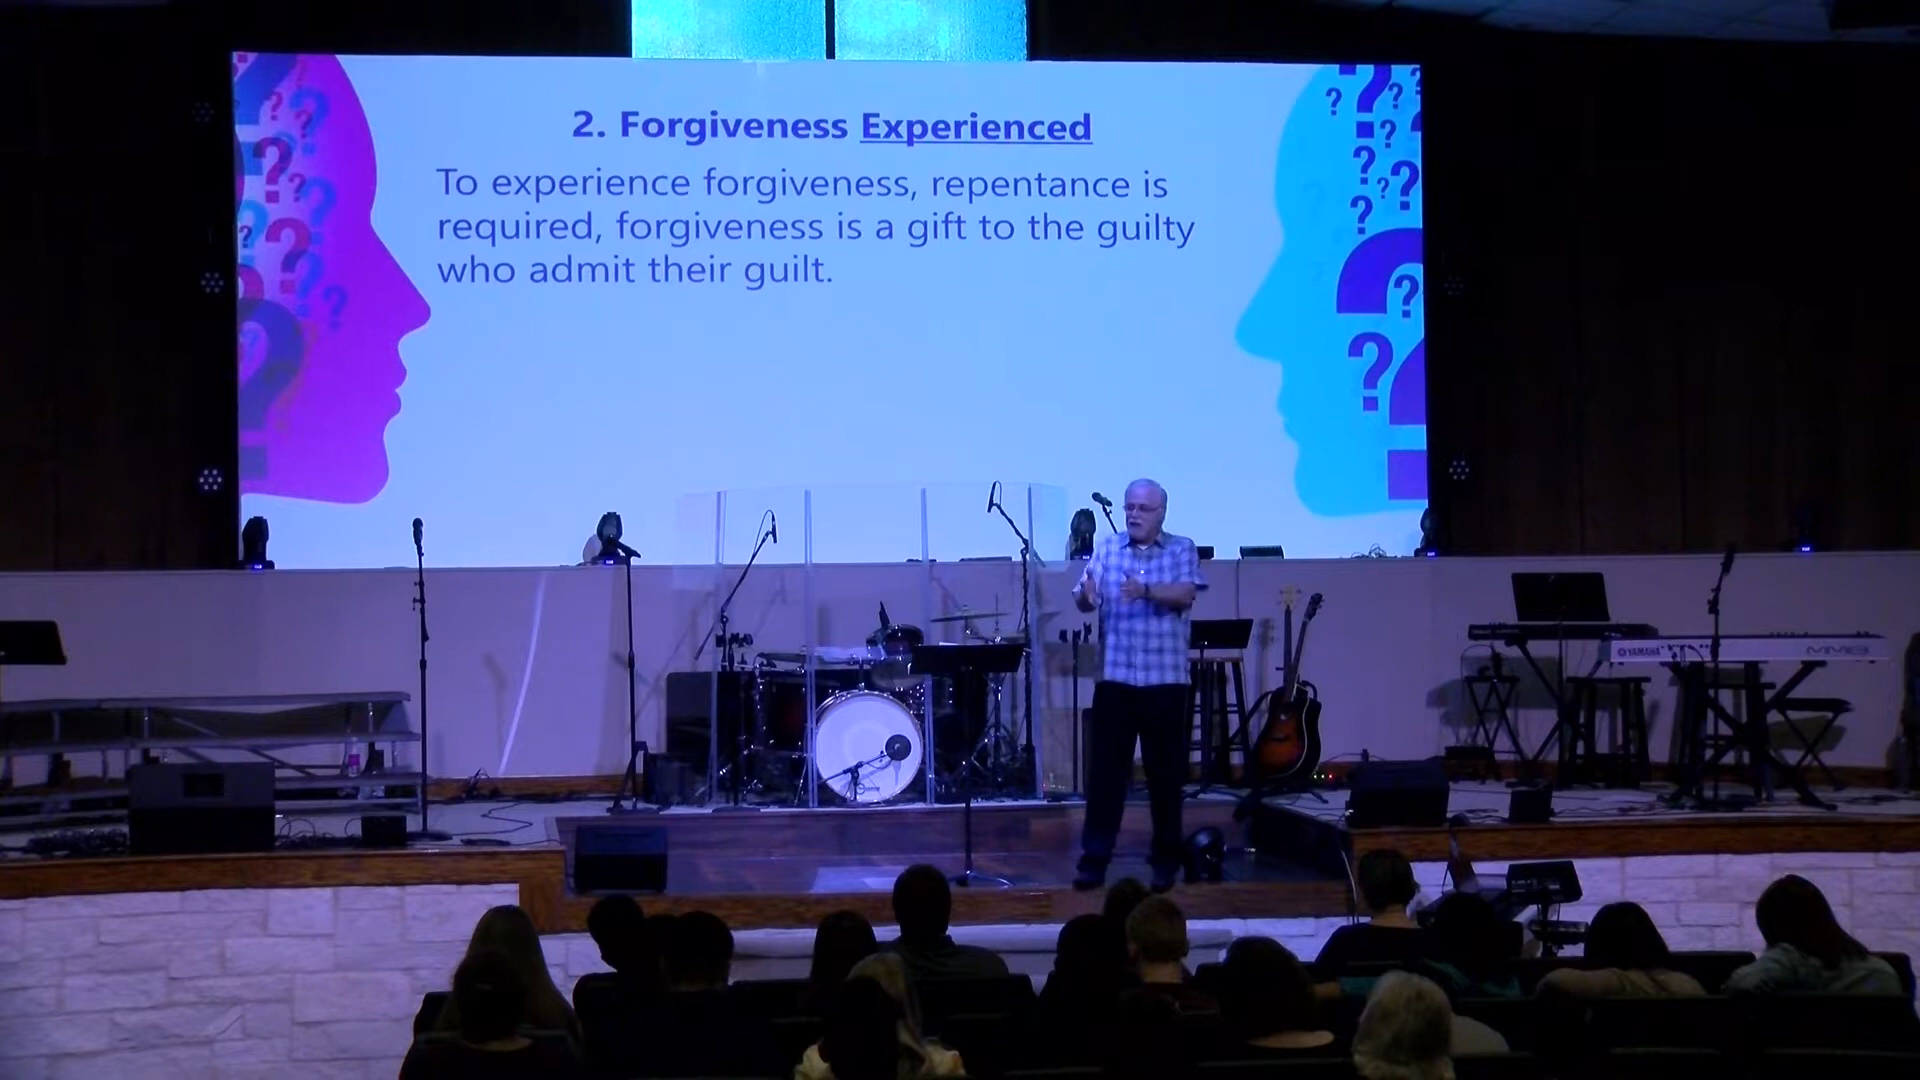 2. Forgiveness Experienced
To experience forgiveness, repentance is
required, forgiveness is a gift to the guilty
who admit their guilt.
YAMAHA
MM8